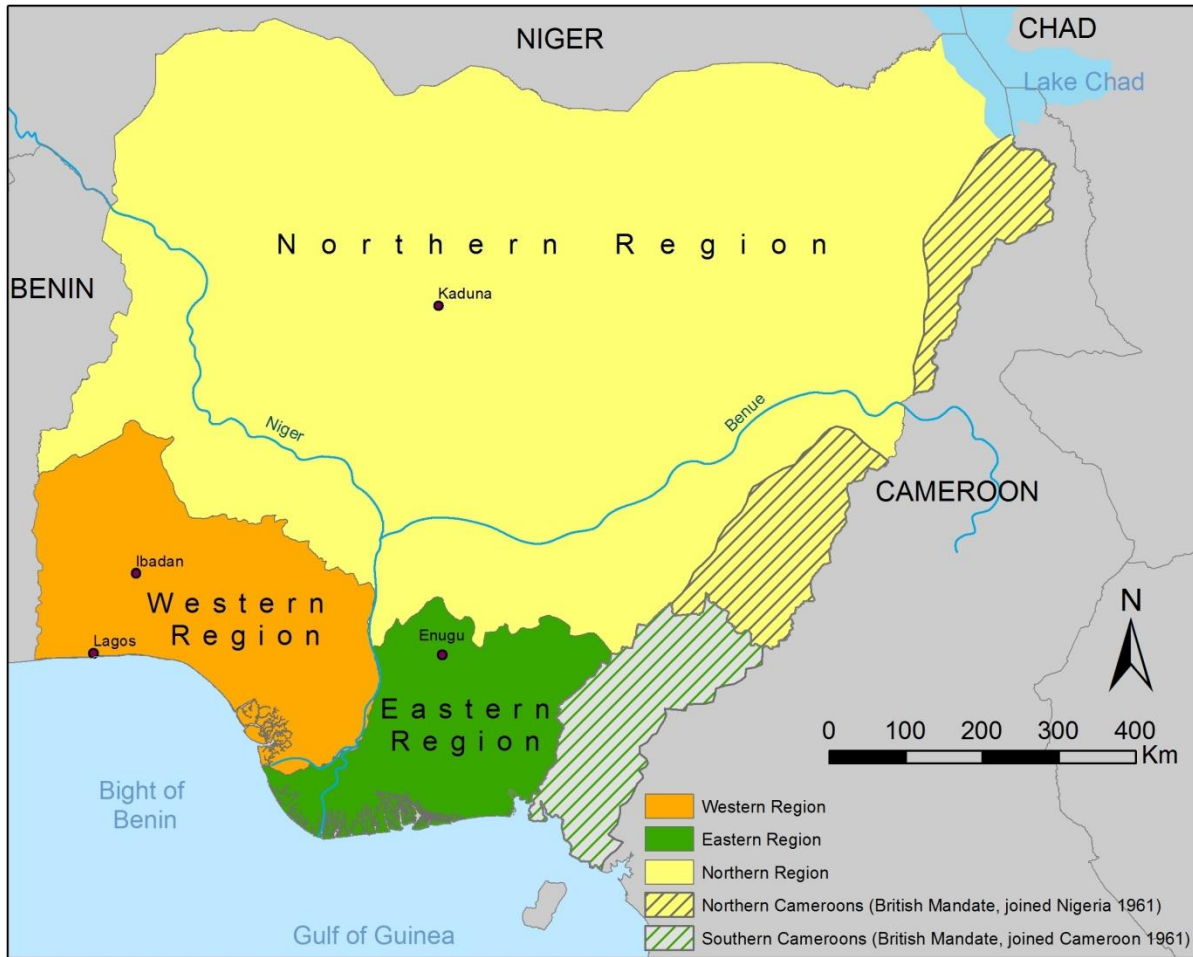 NIGER
CHAD
Lake Chad
Northern Region
Kaduna
BENIN
Niger
Benue
CAMEROON
Ibadan
Western
Region
Lagos
Enugu
Eastern
Region
N
0 100 200 300 400
Km
Bight of
Benin
Gulf of Guinea
Western Region
Eastern Region
Northern Region
Northern Cameroons (British Mandate, joined Nigeria 1961)
Southern Cameroons (British Mandate, joined Cameroon 1961)